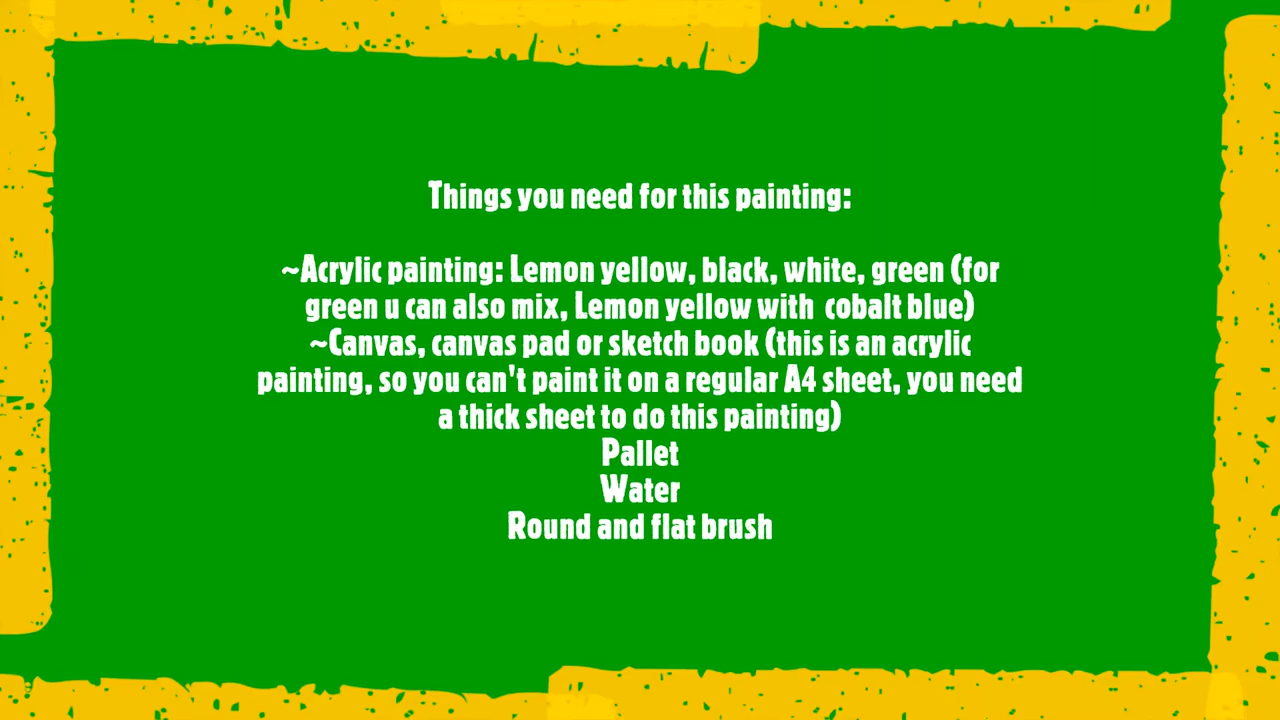 Things you need for this painting:
~Acrylic painting: Lemon yellow, black, white, green (for
green u can also mix, Lemon yellow with cobalt blue)
~Canvas, canvas pad or sketch book (this is an acrylic
painting, so you can't paint it on a regular A4 sheet, you need
a thick sheet to do this painting)
Pallet
Water
Round and flat brush